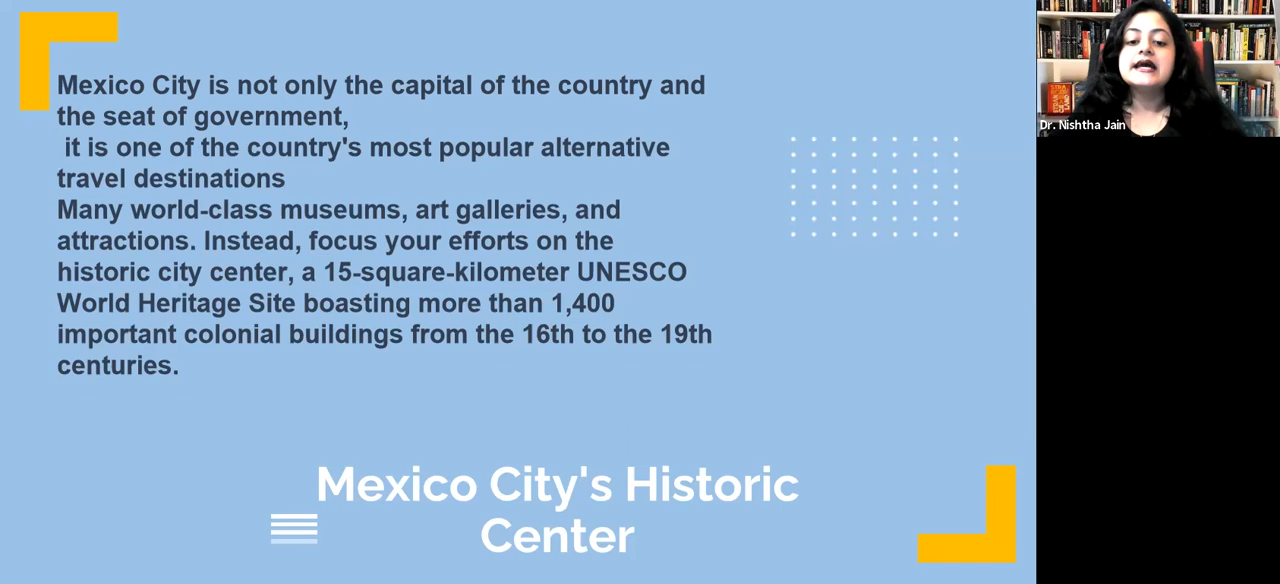 Mexico City is not only the capital of the country and
the seat of government,
it is one of the country's most popular alternative
travel destinations
Many world-class museums, art galleries, and
attractions. Instead, focus your efforts on the
historic city center, a 15-square-kilometer UNESCO
World Heritage Site boasting more than 1,400
important colonial buildings from the 16th to the 19th
centuries.
Mexico City's Historic
Center
Dr. Nishtha Jain